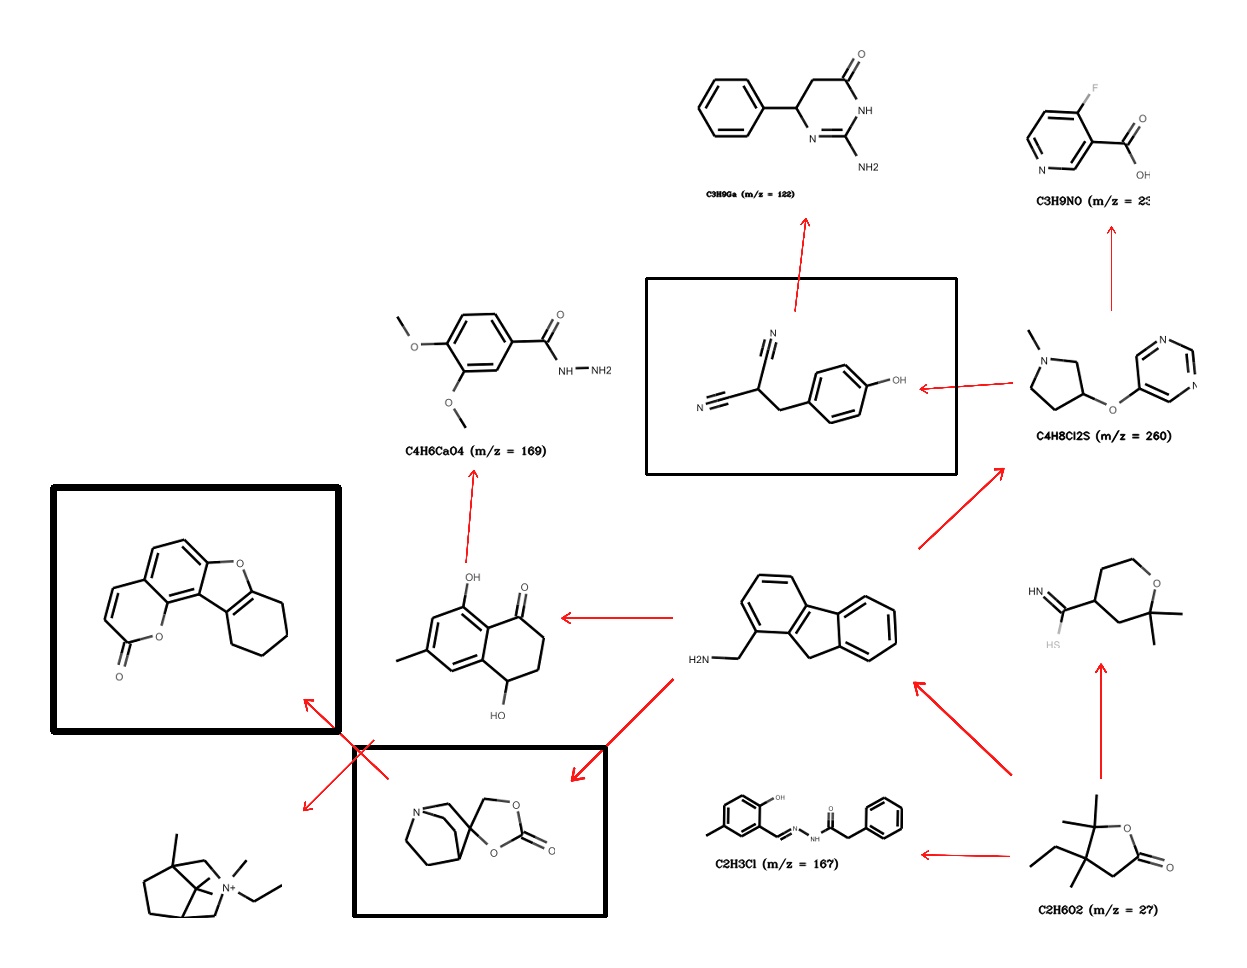 O
NH
N
NH2
C3H9Ga (m/z = 122)
F
O
N
OH
C3H9NO (m/z = 23
O
O
NH
NH2
O
C4H6CaO4 (m/z = 169)
N
N
OH
N
N
N
O
C4H8Cl2S (m/z = 260)
O
O
O
OH
O
HO
H2N
HN
O
HS
N+
N
O
O
O
OH
O
N
NH
C2H3Cl (m/z = 167)
O
O
C2H6O2 (m/z = 27)